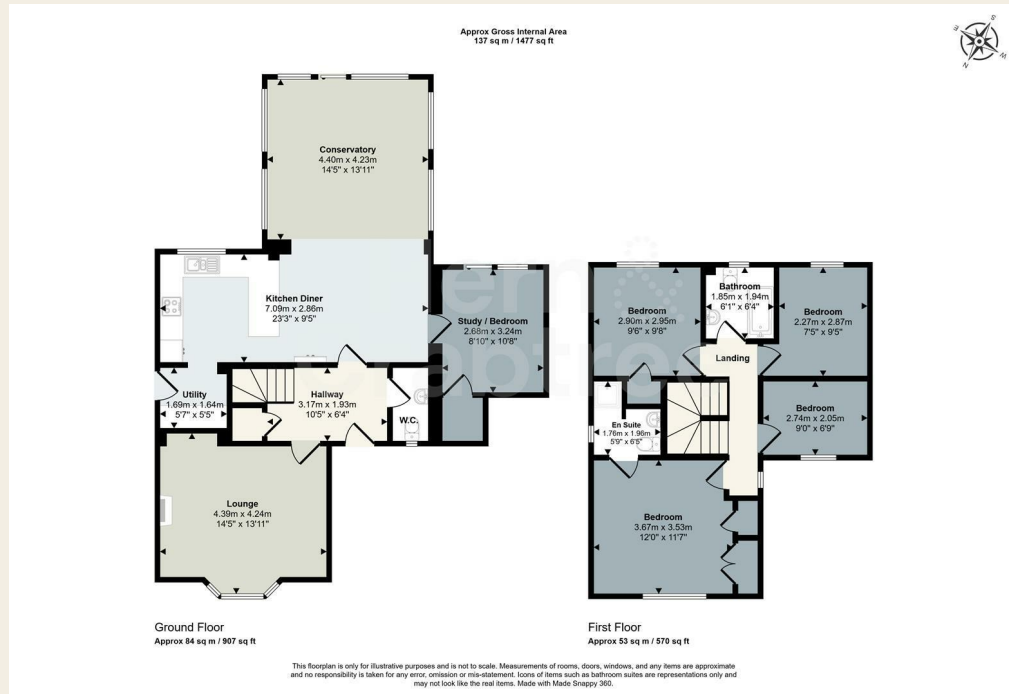 Approx Gross Internal Area
137 sq m / 1477 sq ft
S
E
W
N
Conservatory
4.40m x 4.23m
14'5" x 13'11"
Kitchen Diner
7.09m x 2.86m
23'3" x 9'5"
Study / Bedroom
2.68m x 3.24m
8'10" x 10'8"
Utility
1.69m x 1.64m
5'7" x 5'5"
Hallway
3.17m x 1.93m
10'5" x 6'4"
W.C.
Lounge
4.39m x 4.24m
14'5" x 13'11"
Ground Floor
Approx 84 sq m / 907 sq ft
Bedroom
2.90m x 2.95m
9'6" x 9'8"
Bathroom
1.85m x 1.94m
6'1" x 6'4"
Bedroom
2.27m x 2.87m
7'5" x 9'5"
Landing
Bedroom
2.74m x 2.05m
9'0" x 6'9"
En Suite
1.76m x 1.96m
5'9" x 6'5"
Bedroom
3.67m x 3.53m
12'0" x 11'7"
First Floor
Approx 53 sq m / 570 sq ft
This floorplan is only for illustrative purposes and is not to scale. Measurements of rooms, doors, windows, and any items are approximate
and no responsibility is taken for any error, omission or mis-statement. Icons of items such as bathroom suites are representations only and
may not look like the real items. Made with Made Snappy 360.